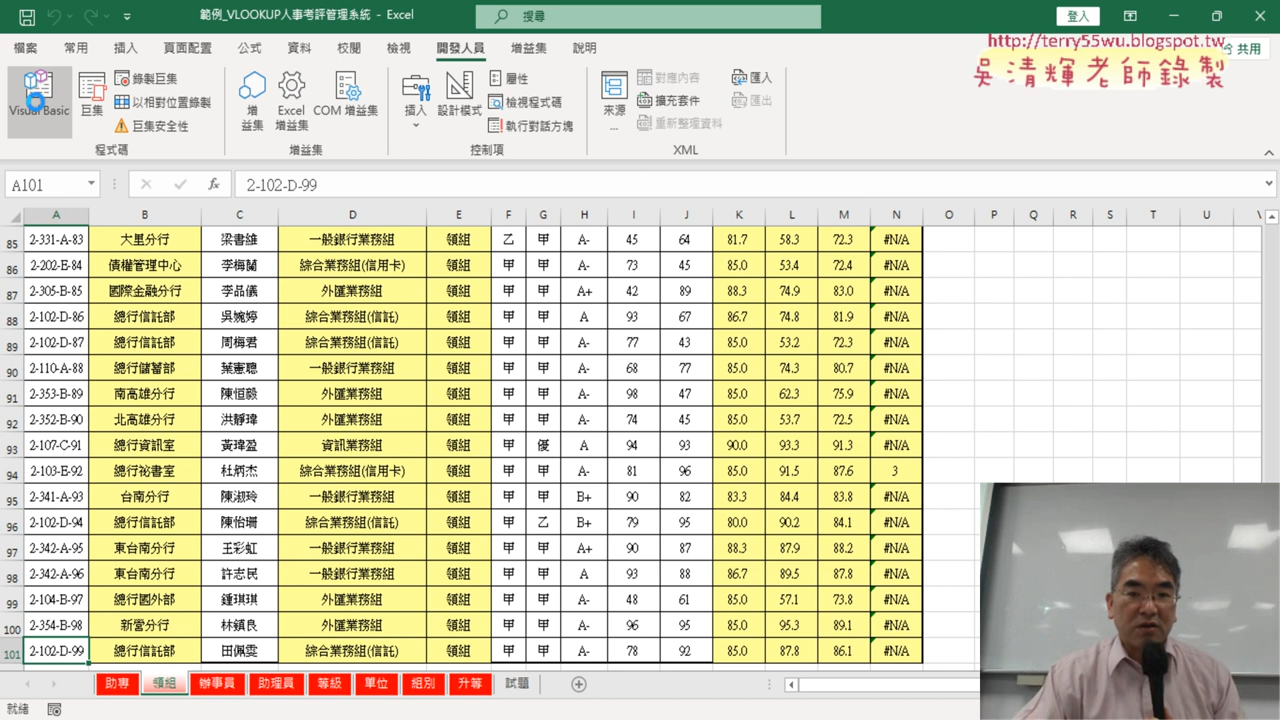 範例_VLOOKUP人事考評管理系統 - Excel
搜尋
登入
檔案 常用 插入 頁面配置 公式 資料 校閱 檢視 開發人員 增益集 說明
共用
http://terry55wu.blogspot.tw
吳清輝老師錄製
Visual Basic
巨集
錄製巨集
以相對位置錄製
巨集安全性
程式碼
增益集
Excel 增益集
COM 增益集
增益集
插入
設計模式
屬性
檢視程式碼
執行對話方塊
控制項
來源...
對應內容
擴充套件
重新整理資料
匯入
匯出
XML
A101
fx
2-102-D-99
A B C D E F G H I J K L M N O P Q R S T U
85 2-331-A-83 大里分行 梁書維 一般銀行業務組 領組 乙 甲 A- 45 64 81.7 58.3 72.3 #N/A
86 2-202-E-84 債權管理中心 李梅蘭 綜合業務組(信用卡) 領組 甲 甲 A- 73 45 85.0 53.4 72.4 #N/A
87 2-305-B-85 國際金融分行 李品儀 外匯業務組 領組 甲 甲 A+ 42 89 88.3 74.9 83.0 #N/A
88 2-102-D-86 總行信託部 吳婉婷 綜合業務組(信託) 領組 甲 甲 A 93 67 86.7 74.8 81.9 #N/A
89 2-102-D-87 總行信託部 周梅君 綜合業務組(信託) 領組 甲 甲 A- 77 43 85.0 53.2 72.3 #N/A
90 2-110-A-88 總行儲蓄部 葉憲聰 一般銀行業務組 領組 甲 甲 A- 68 77 85.0 74.3 80.7 #N/A
91 2-353-B-89 南高雄分行 陳恒毅 外匯業務組 領組 甲 甲 A- 98 47 85.0 62.3 75.9 #N/A
92 2-352-B-90 北高雄分行 洪靜瑋 外匯業務組 領組 甲 甲 A- 74 45 85.0 53.7 72.5 #N/A
93 2-107-C-91 總行資訊室 黃瑋盈 資訊業務組 領組 甲 優 A 94 93 90.0 93.3 91.3 #N/A
94 2-103-E-92 總行祕書室 杜炳杰 綜合業務組(信用卡) 領組 甲 甲 A- 81 96 85.0 91.5 87.6 3
95 2-341-A-93 台南分行 陳淑玲 一般銀行業務組 領組 甲 甲 B+ 90 82 83.3 84.4 83.8 #N/A
96 2-102-D-94 總行信託部 陳怡珊 綜合業務組(信託) 領組 甲 乙 B+ 79 95 80.0 90.2 84.1 #N/A
97 2-342-A-95 東台南分行 王彩虹 一般銀行業務組 領組 甲 甲 A+ 90 87 88.3 87.9 88.2 #N/A
98 2-342-A-96 東台南分行 許志民 一般銀行業務組 領組 甲 甲 A 93 88 86.7 89.5 87.8 #N/A
99 2-104-B-97 總行國外部 鍾琪琪 外匯業務組 領組 甲 甲 A- 48 61 85.0 57.1 73.8 #N/A
100 2-354-B-98 新營分行 林鎮良 外匯業務組 領組 甲 甲 A- 96 95 85.0 95.3 89.1 #N/A
101 2-102-D-99 總行信託部 田佩雯 綜合業務組(信託) 領組 甲 甲 A- 78 92 85.0 87.8 86.1 #N/A
助專 領組 辦事員 助理員 等級 單位 組別 升等 試題
就緒